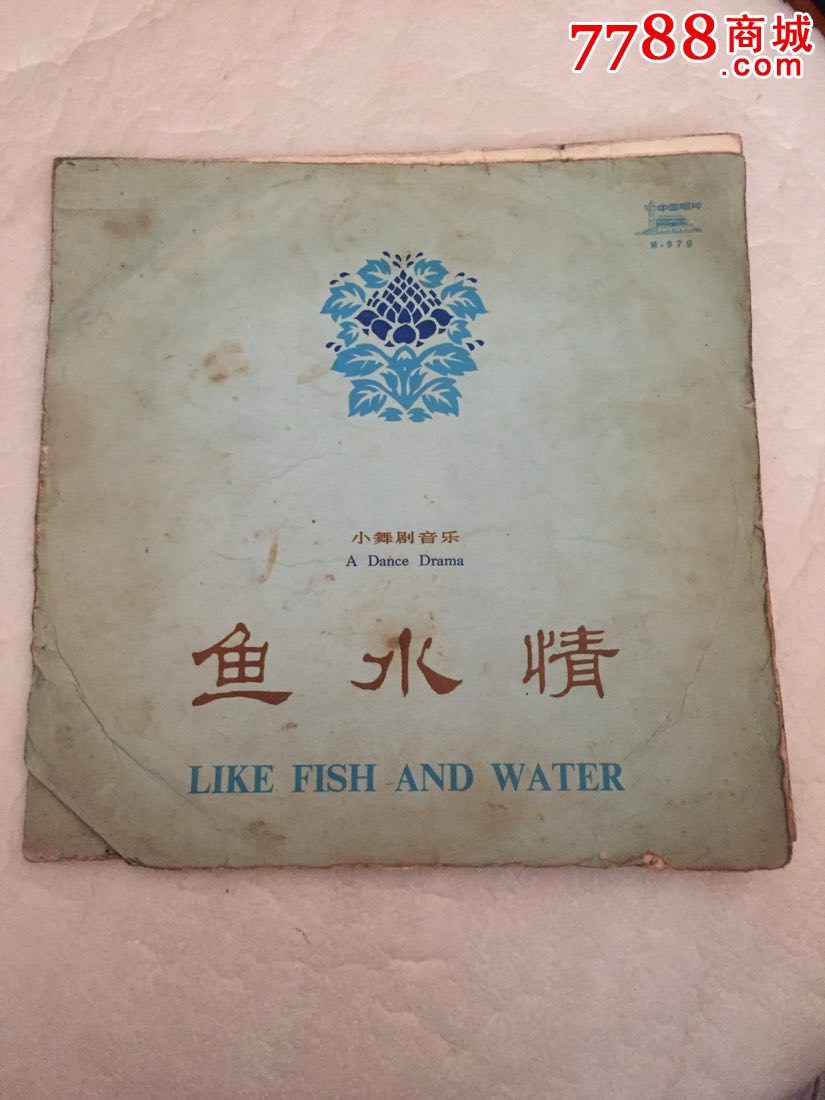 7788商城
.com
中国唱片
M-979
小舞剧音乐
A Dance Drama
鱼水情
LIKE FISH AND WATER